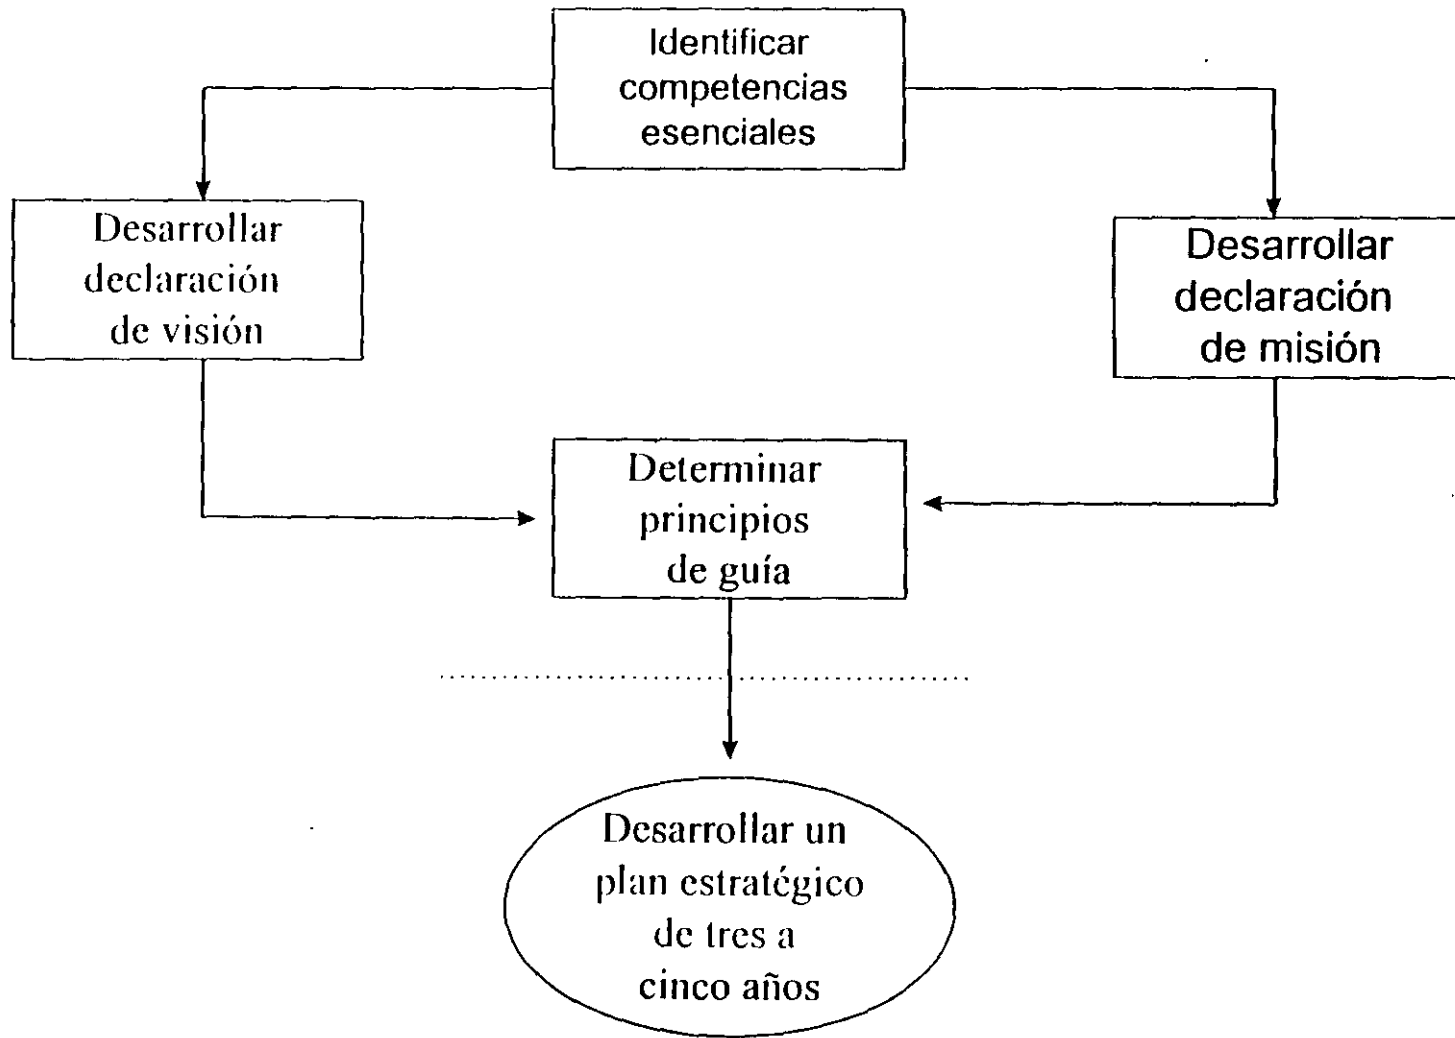 Identificar
competencias
esenciales
Desarrollar
declaración
de visión
Desarrollar
declaración
de misión
Determinar
principios
de guía
Desarrollar un
plan estratégico
de tres a
cinco años